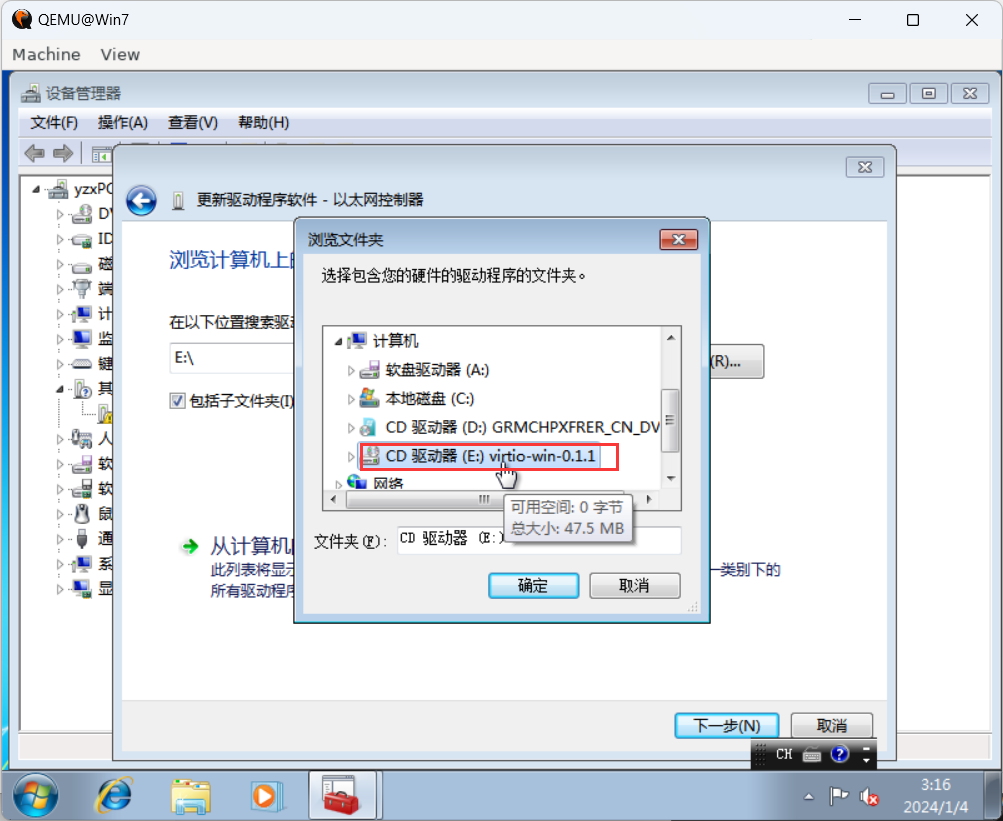 QEMU@Win7
Machine View
设备管理器
文件(F) 操作(A) 查看(V) 帮助(H)
yzxPC
更新驱动程序软件 - 以太网控制器
浏览文件夹
浏览计算机上的
选择包含您的硬件的驱动程序的文件夹。
在以下位置搜索驱动
E:\
(R)...
包括子文件夹(I)
计算机
软盘驱动器 (A:)
本地磁盘 (C:)
CD 驱动器 (D:) GRMCHPXFRER_CN_DV
CD 驱动器 (E:) virtio-win-0.1.1
网络
可用空间: 0 字节
总大小: 47.5 MB
文件夹(F): CD 驱动器 (E:)
确定 取消
从计算机
此列表将显示
一类别下的
所有驱动程序
DV
ID
磁
端
计
监
键
其
人
软
软
鼠
通
系
显
下一步(N) 取消
CH
3:16
2024/1/4